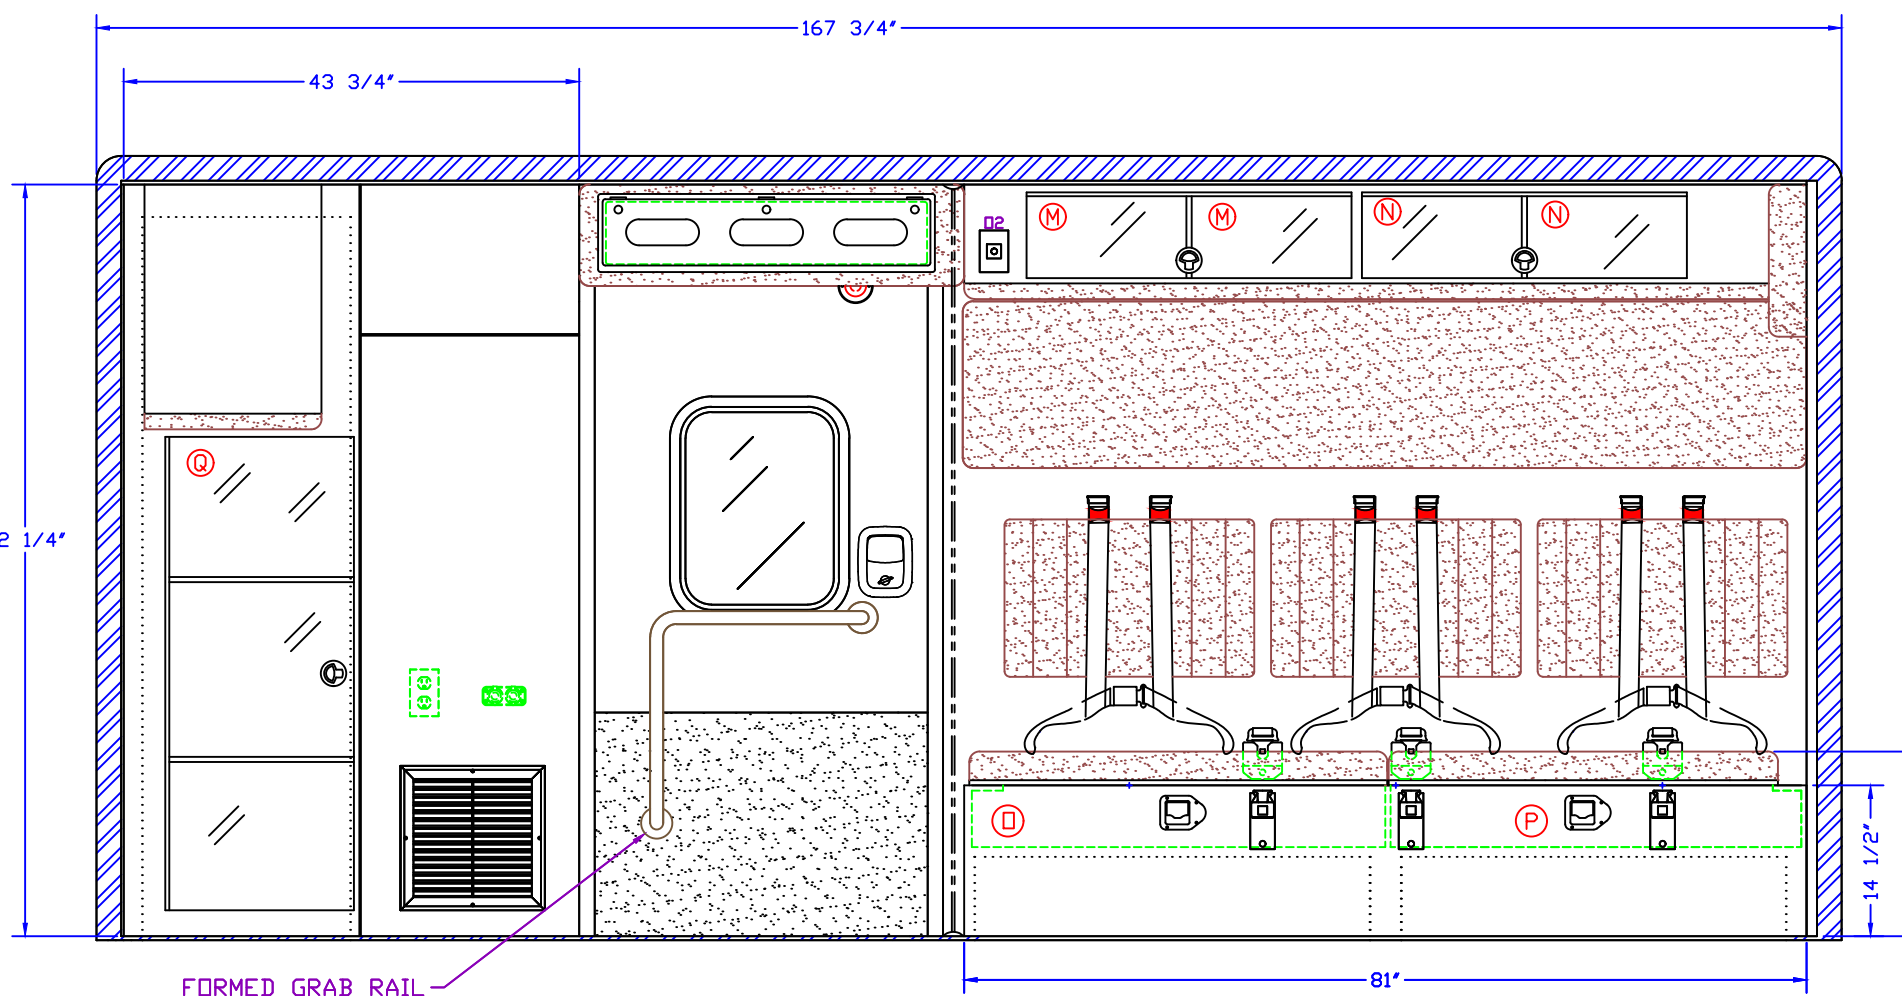 167 3/4"
43 3/4"
O2
M
M
N
N
Q
2 1/4"
O
P
14 1/2"
81"
FORMED GRAB RAIL